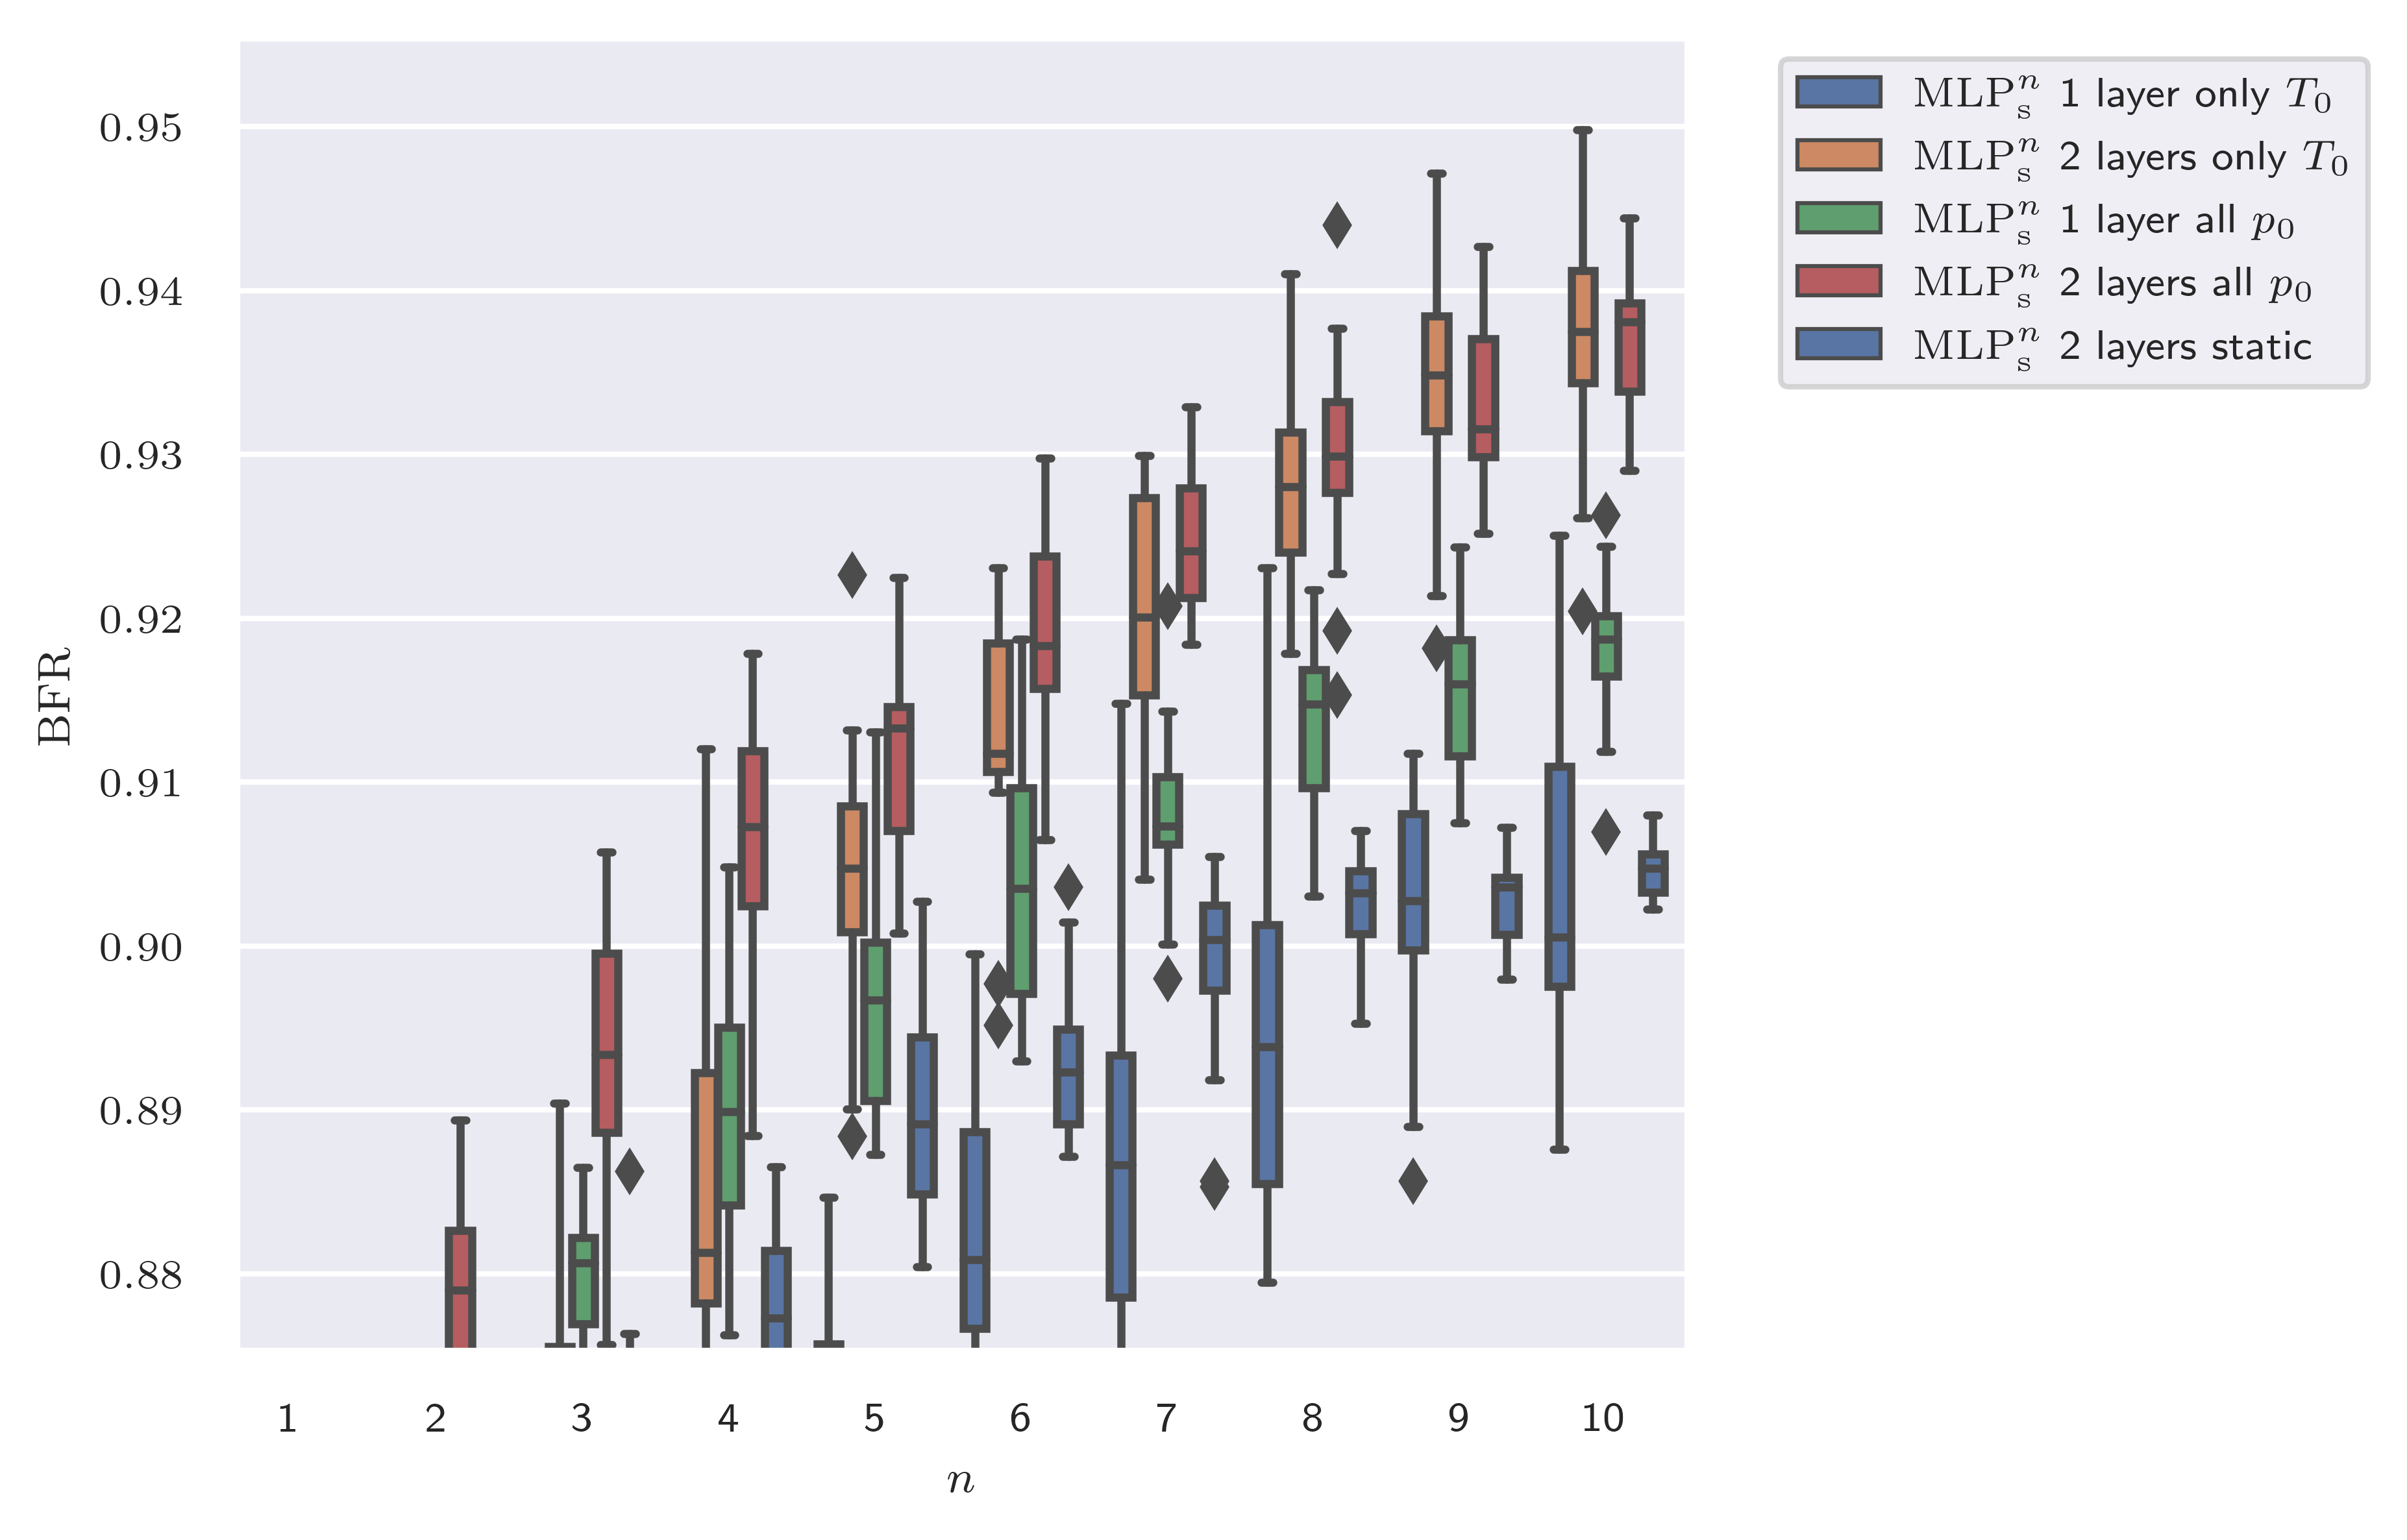 0.95
0.94
0.93
0.92
0.91
0.90
0.89
0.88
BFR
1 2 3 4 5 6 7 8 9 10
n
MLPₛⁿ 1 layer only T₀
MLPₛⁿ 2 layers only T₀
MLPₛⁿ 1 layer all p₀
MLPₛⁿ 2 layers all p₀
MLPₛⁿ 2 layers static